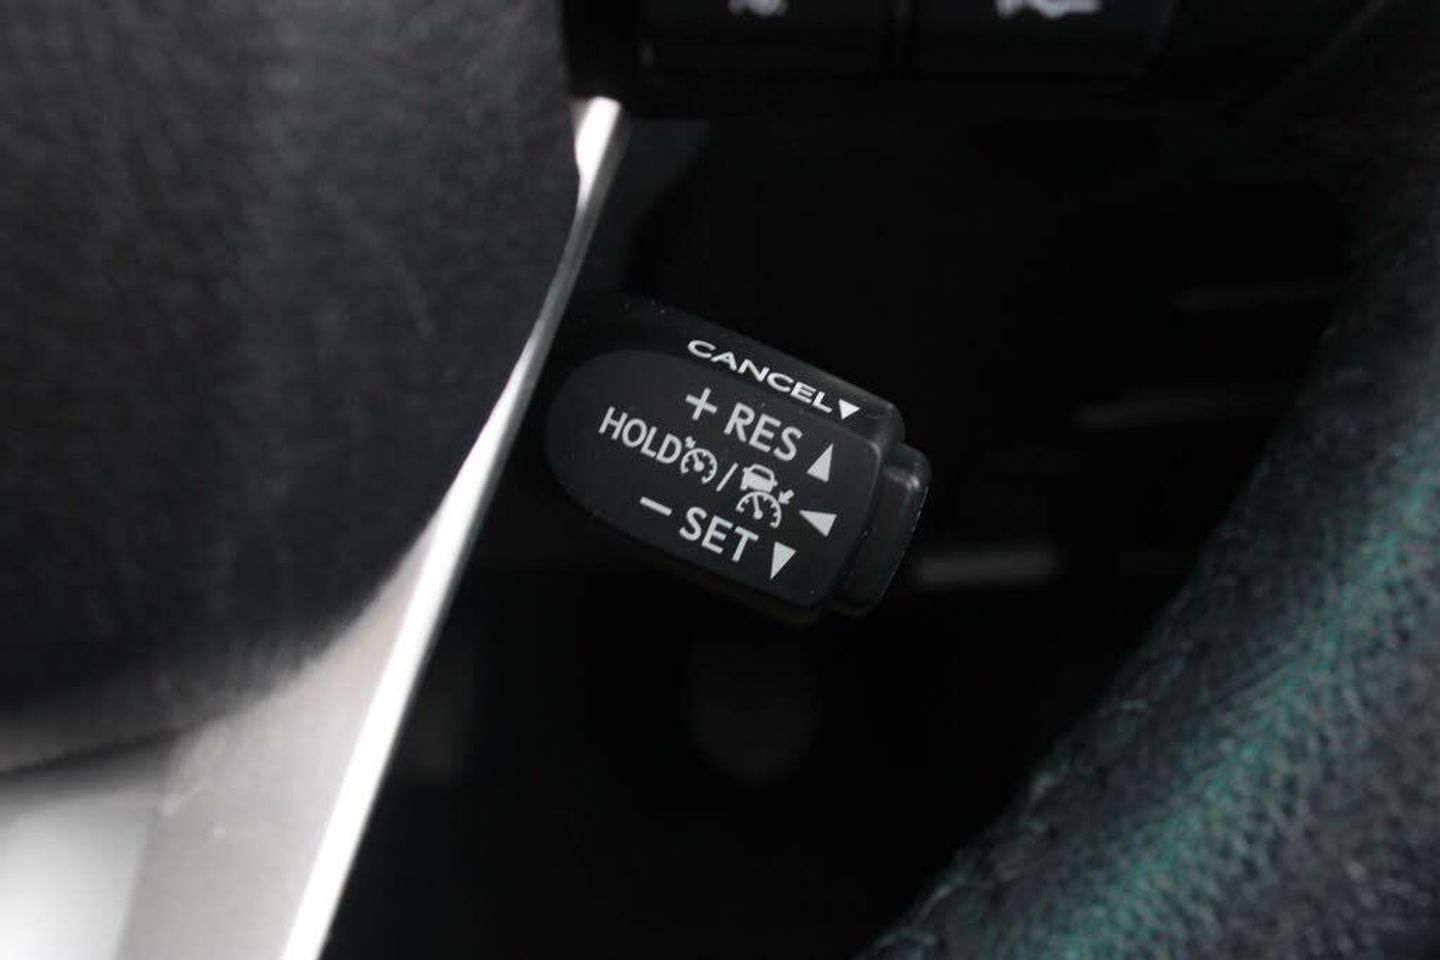 CANCEL▼
+ RES ▲
HOLD /
- SET ▼